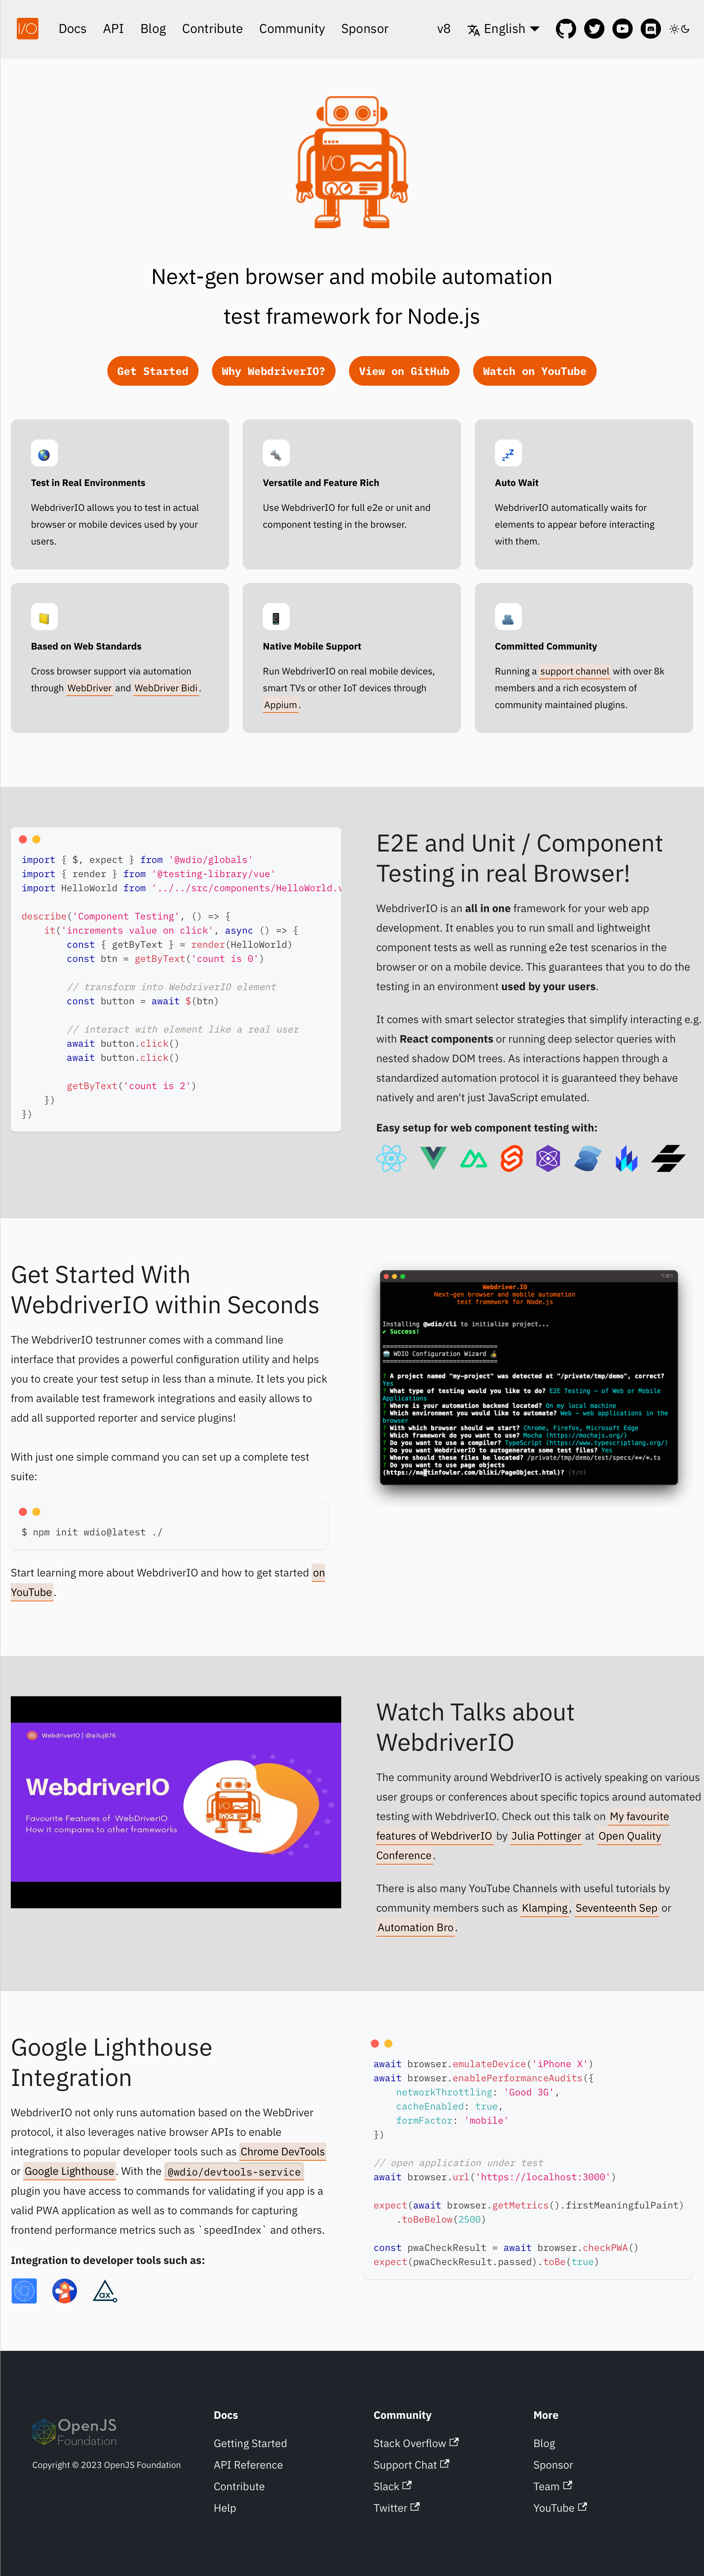 I/O
Docs API Blog Contribute Community Sponsor v8 English
I/O
Next-gen browser and mobile automation
test framework for Node.js
Get Started Why WebdriverIO? View on GitHub Watch on YouTube
Test in Real Environments
WebdriverIO allows you to test in actual
browser or mobile devices used by your
users.
Versatile and Feature Rich
Use WebdriverIO for full e2e or unit and
component testing in the browser.
zzz
Auto Wait
WebdriverIO automatically waits for
elements to appear before interacting
with them.
Based on Web Standards
Cross browser support via automation
through WebDriver and WebDriver Bidi.
Native Mobile Support
Run WebdriverIO on real mobile devices,
smart TVs or other IoT devices through
Appium.
Committed Community
Running a support channel with over 8k
members and a rich ecosystem of
community maintained plugins.
import { $, expect } from '@wdio/globals'
import { render } from '@testing-library/vue'
import HelloWorld from '../../src/components/HelloWorld.v
describe('Component Testing', () => {
it('increments value on click', async () => {
const { getByText } = render(HelloWorld)
const btn = getByText('count is 0')
// transform into WebdriverIO element
const button = await $(btn)
// interact with element like a real user
await button.click()
await button.click()
getByText('count is 2')
})
})
E2E and Unit / Component
Testing in real Browser!
WebdriverIO is an all in one framework for your web app
development. It enables you to run small and lightweight
component tests as well as running e2e test scenarios in the
browser or on a mobile device. This guarantees that you to do the
testing in an environment used by your users.
It comes with smart selector strategies that simplify interacting e.g.
with React components or running deep selector queries with
nested shadow DOM trees. As interactions happen through a
standardized automation protocol it is guaranteed they behave
natively and aren't just JavaScript emulated.
Easy setup for web component testing with:
Get Started With
WebdriverIO within Seconds
The WebdriverIO testrunner comes with a command line
interface that provides a powerful configuration utility and helps
you to create your test setup in less than a minute. It lets you pick
from available test framework integrations and easily allows to
add all supported reporter and service plugins!
With just one simple command you can set up a complete test
suite:
$ npm init wdio@latest ./
Start learning more about WebdriverIO and how to get started on
YouTube.
Webdriver.IO
Next-gen browser and mobile automation
test framework for Node.js
Installing @wdio/cli to initialize project...
✔ Success!
===============================
WDIO Configuration Wizard
===============================
? A project named "my-project" was detected at "/private/tmp/demo", correct?
Yes
? What type of testing would you like to do? E2E Testing - of Web or Mobile
Applications
? Where is your automation backend located? On my local machine
? Which environment you would like to automate? Web - web applications in the
browser
? With which browser should we start? Chrome, Firefox, Microsoft Edge
? Which framework do you want to use? Mocha (https://mochajs.org/)
? Do you want to use a compiler? TypeScript (https://www.typescriptlang.org/)
? Do you want WebdriverIO to autogenerate some test files? Yes
? Where should these files be located? /private/tmp/demo/test/specs/**/*.ts
? Do you want to use page objects
(https://martinfowler.com/bliki/PageObject.html)? (Y/n)
WebdriverIO | @ailuj876
WebdriverIO
Favourite Features of WebdriverIO
How it compares to other frameworks
Watch Talks about
WebdriverIO
The community around WebdriverIO is actively speaking on various
user groups or conferences about specific topics around automated
testing with WebdriverIO. Check out this talk on My favourite
features of WebdriverIO by Julia Pottinger at Open Quality
Conference.
There is also many YouTube Channels with useful tutorials by
community members such as Klamping, Seventeenth Sep or
Automation Bro.
Google Lighthouse
Integration
WebdriverIO not only runs automation based on the WebDriver
protocol, it also leverages native browser APIs to enable
integrations to popular developer tools such as Chrome DevTools
or Google Lighthouse. With the @wdio/devtools-service
plugin you have access to commands for validating if you app is a
valid PWA application as well as to commands for capturing
frontend performance metrics such as `speedIndex` and others.
Integration to developer tools such as:
ax
await browser.emulateDevice('iPhone X')
await browser.enablePerformanceAudits({
networkThrottling: 'Good 3G',
cacheEnabled: true,
formFactor: 'mobile'
})
// open application under test
await browser.url('https://localhost:3000')
expect(await browser.getMetrics().firstMeaningfulPaint)
.toBeBelow(2500)
const pwaCheckResult = await browser.checkPWA()
expect(pwaCheckResult.passed).toBe(true)
OpenJS
Foundation
Copyright © 2023 OpenJS Foundation
Docs
Getting Started
API Reference
Contribute
Help
Community
Stack Overflow
Support Chat
Slack
Twitter
More
Blog
Sponsor
Team
YouTube